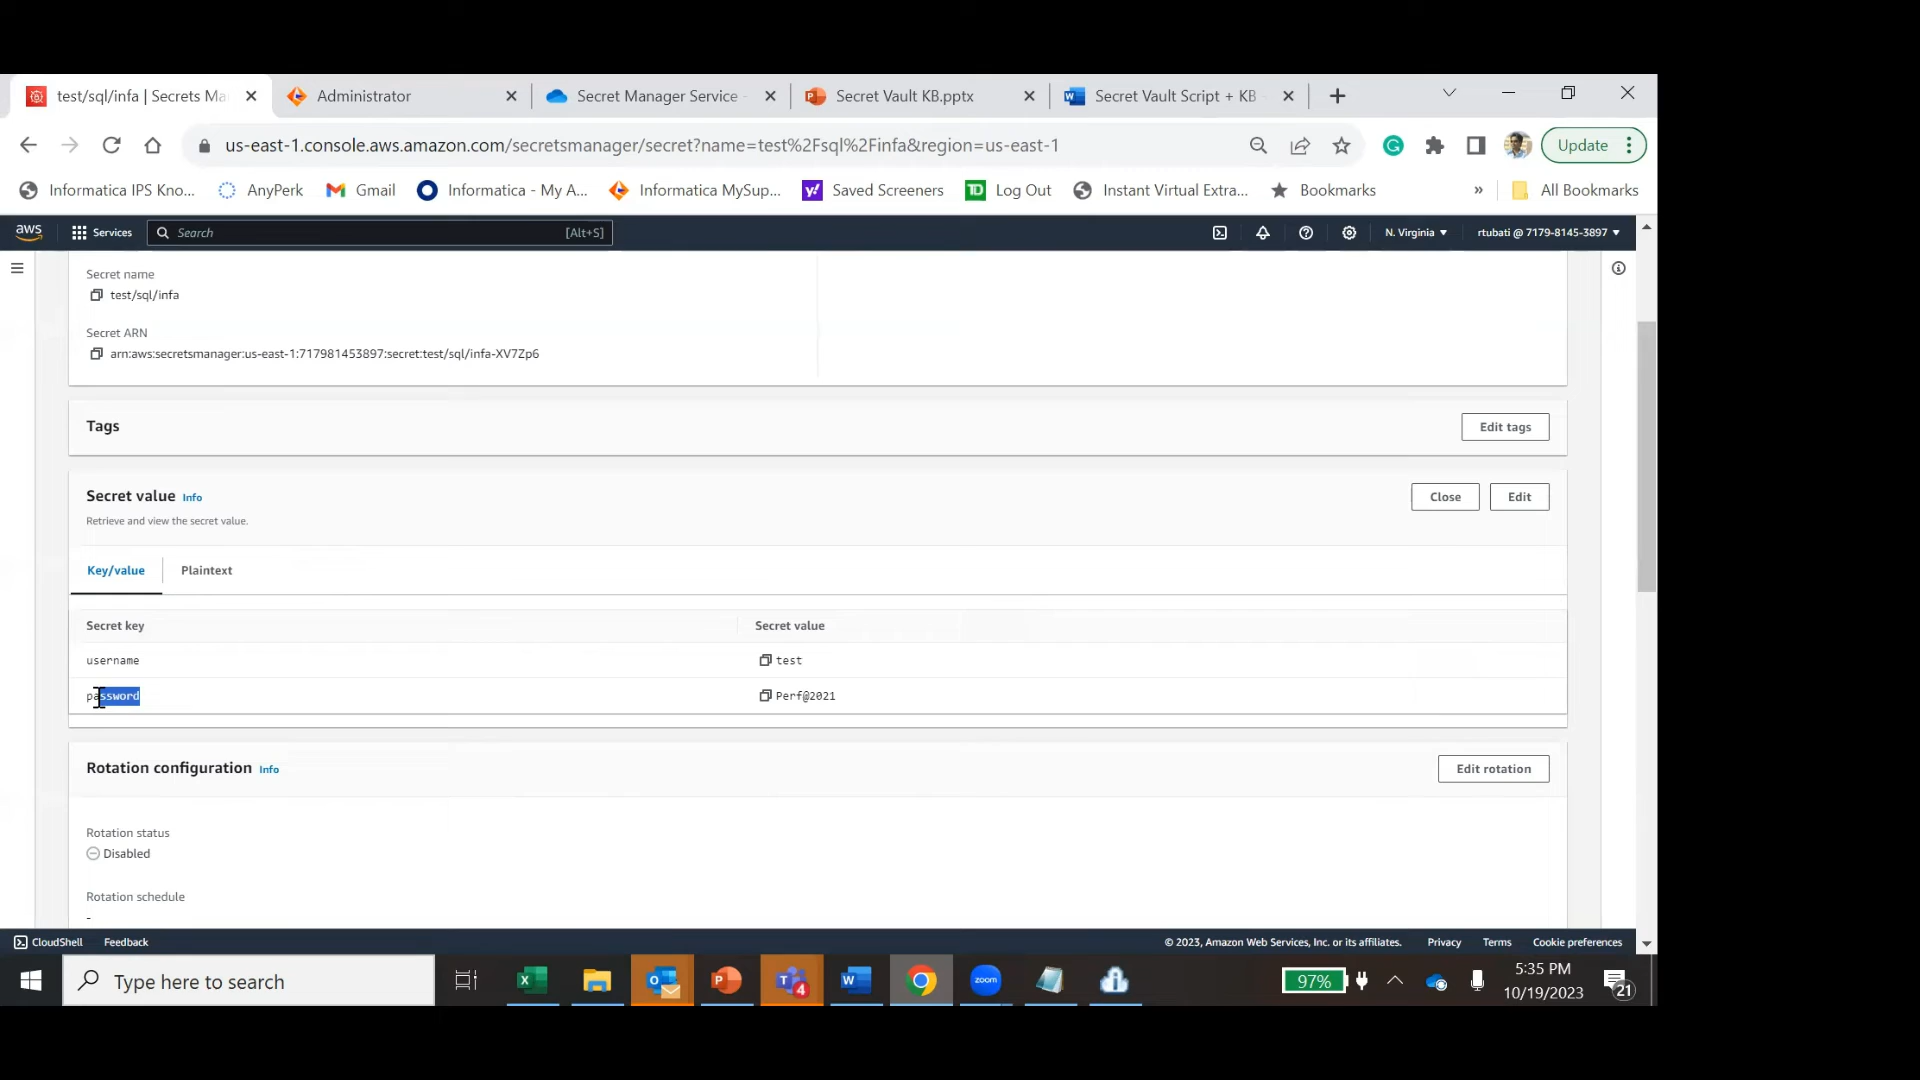 test/sql/infa | Secrets Ma
Administrator
Secret Manager Service -
Secret Vault KB.pptx
Secret Vault Script + KB
us-east-1.console.aws.amazon.com/secretsmanager/secret?name=test%2Fsql%2Finfa&region=us-east-1
Update
Informatica IPS Kno...
AnyPerk
Gmail
Informatica - My A...
Informatica MySup...
Saved Screeners
Log Out
Instant Virtual Extra...
Bookmarks
»
All Bookmarks
aws
Services
Search
[Alt+S]
N. Virginia
rtubati @ 7179-8145-3897
Secret name
test/sql/infa
Secret ARN
arn:aws:secretsmanager:us-east-1:717981453897:secret:test/sql/infa-XV7Zp6
Tags
Edit tags
Secret value Info
Close
Edit
Retrieve and view the secret value.
Key/value
Plaintext
Secret key
Secret value
username
test
password
Perf@2021
Rotation configuration Info
Edit rotation
Rotation status
Disabled
Rotation schedule
-
CloudShell
Feedback
© 2023, Amazon Web Services, Inc. or its affiliates.
Privacy
Terms
Cookie preferences
Type here to search
zoom
4
97%
5:35 PM
10/19/2023
21